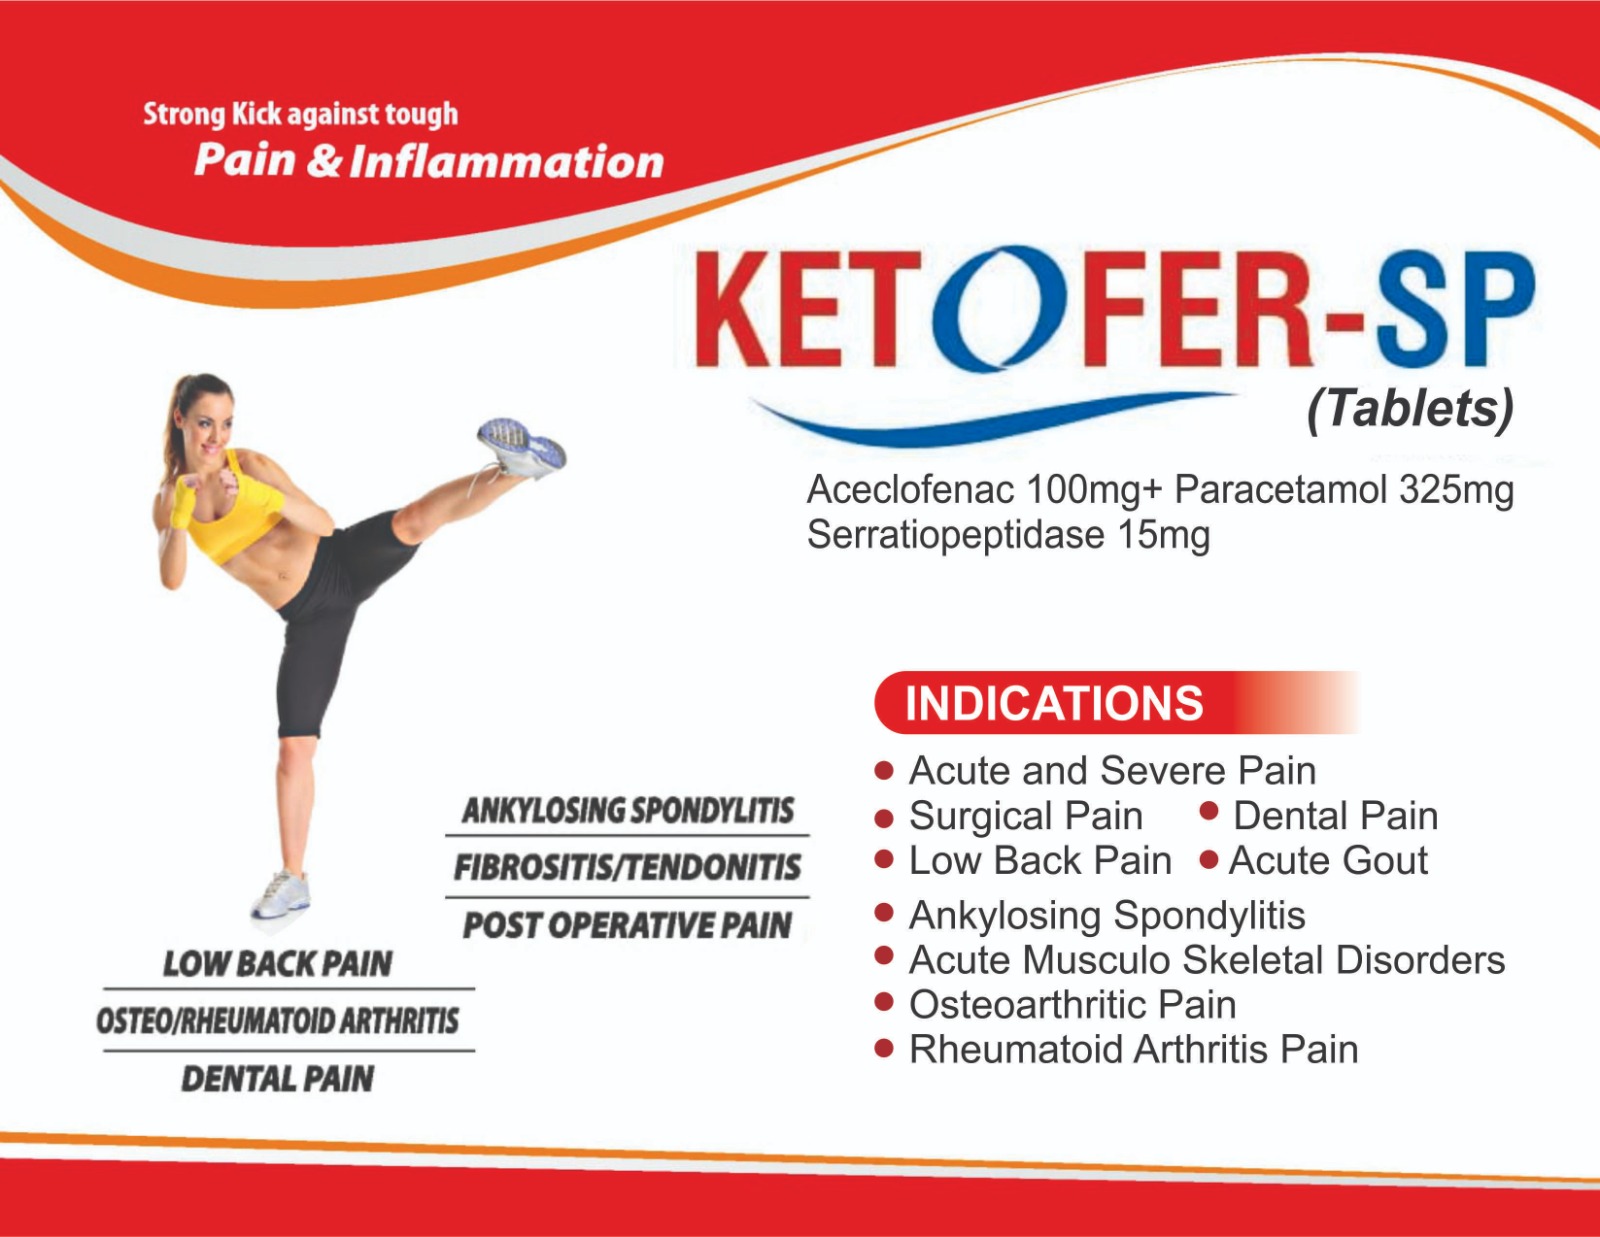 Strong Kick against tough
Pain & Inflammation
KETOFER-SP
(Tablets)
Aceclofenac 100mg+ Paracetamol 325mg
Serratiopeptidase 15mg
INDICATIONS
• Acute and Severe Pain
• Surgical Pain • Dental Pain
• Low Back Pain • Acute Gout
• Ankylosing Spondylitis
• Acute Musculo Skeletal Disorders
• Osteoarthritic Pain
• Rheumatoid Arthritis Pain
ANKYLOSING SPONDYLITIS
FIBROSITIS/TENDONITIS
POST OPERATIVE PAIN
LOW BACK PAIN
OSTEO/RHEUMATOID ARTHRITIS
DENTAL PAIN